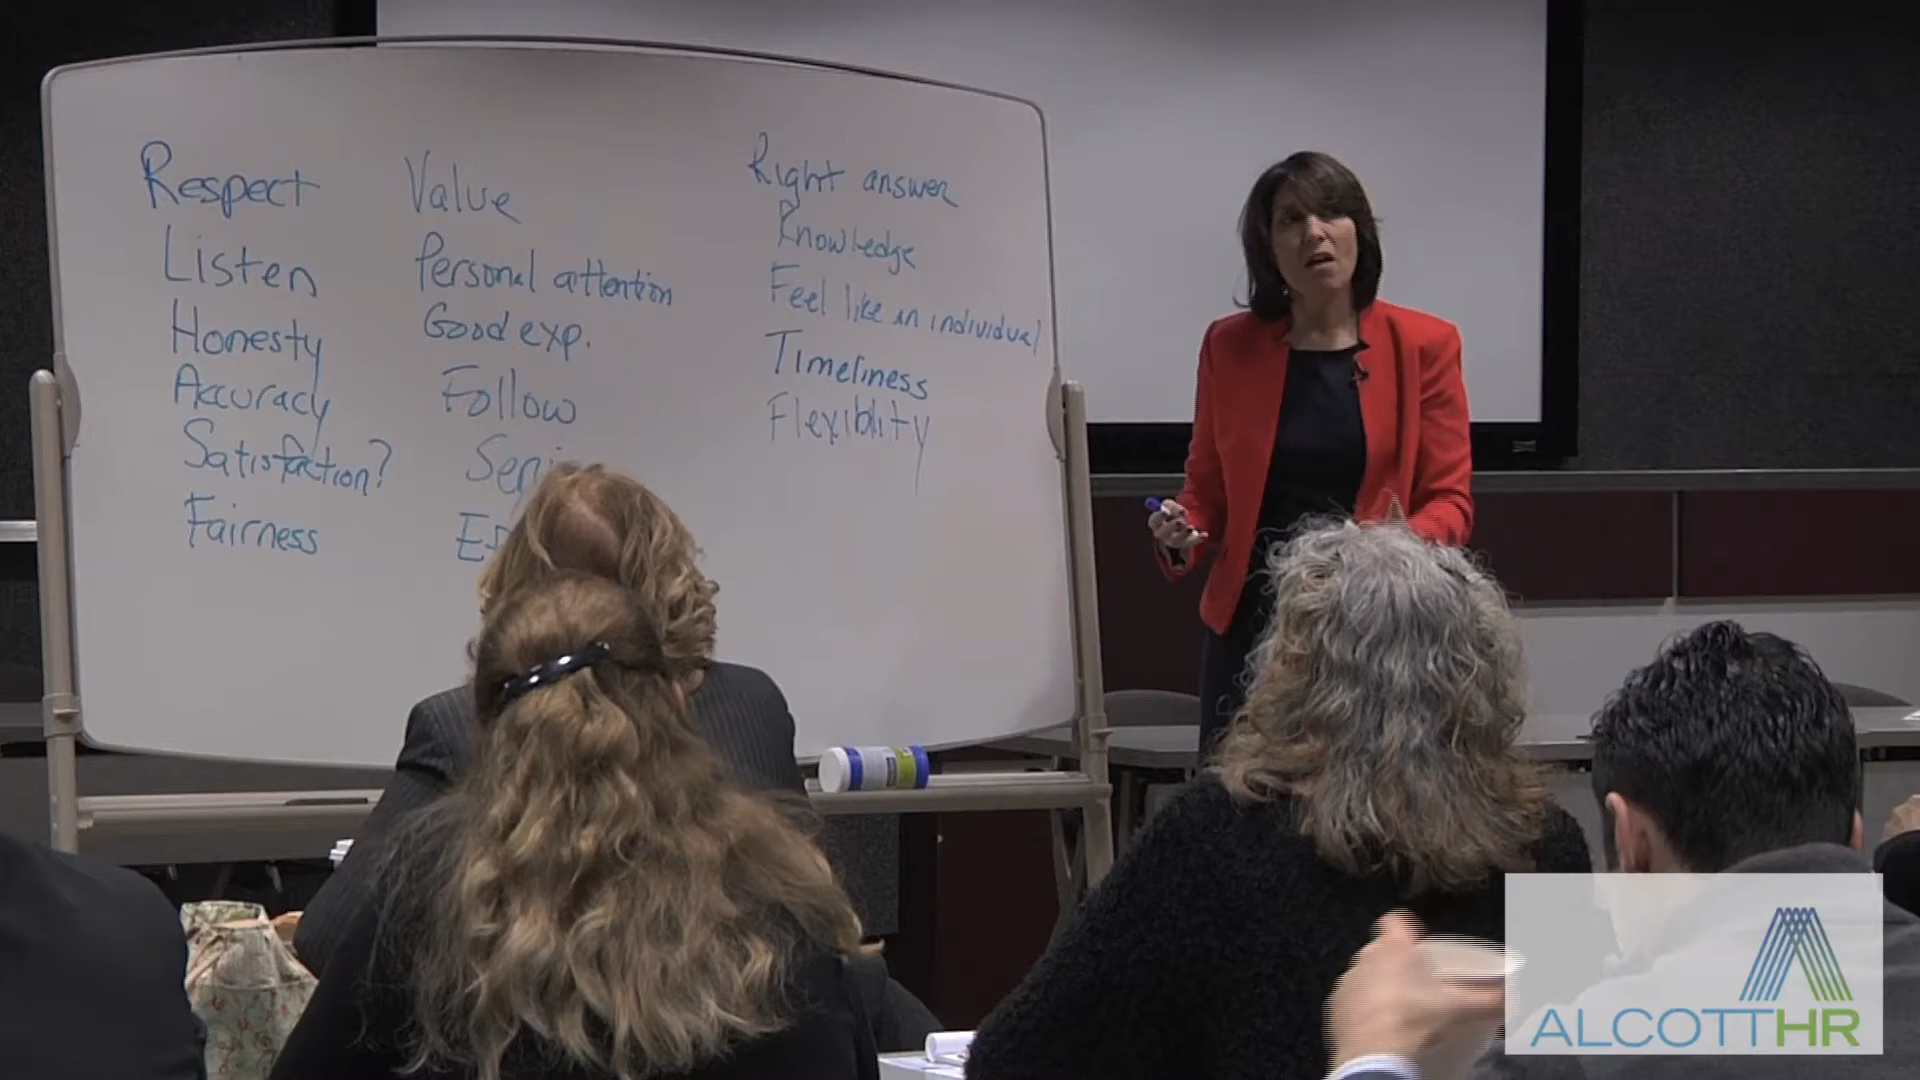 Respect
Listen
Honesty
Accuracy
Satisfaction?
Fairness
Value
Personal attention
Good exp.
Follow
Right answer
Knowledge
Feel like an individual
Timeliness
Flexiblity
ALCOTTHR